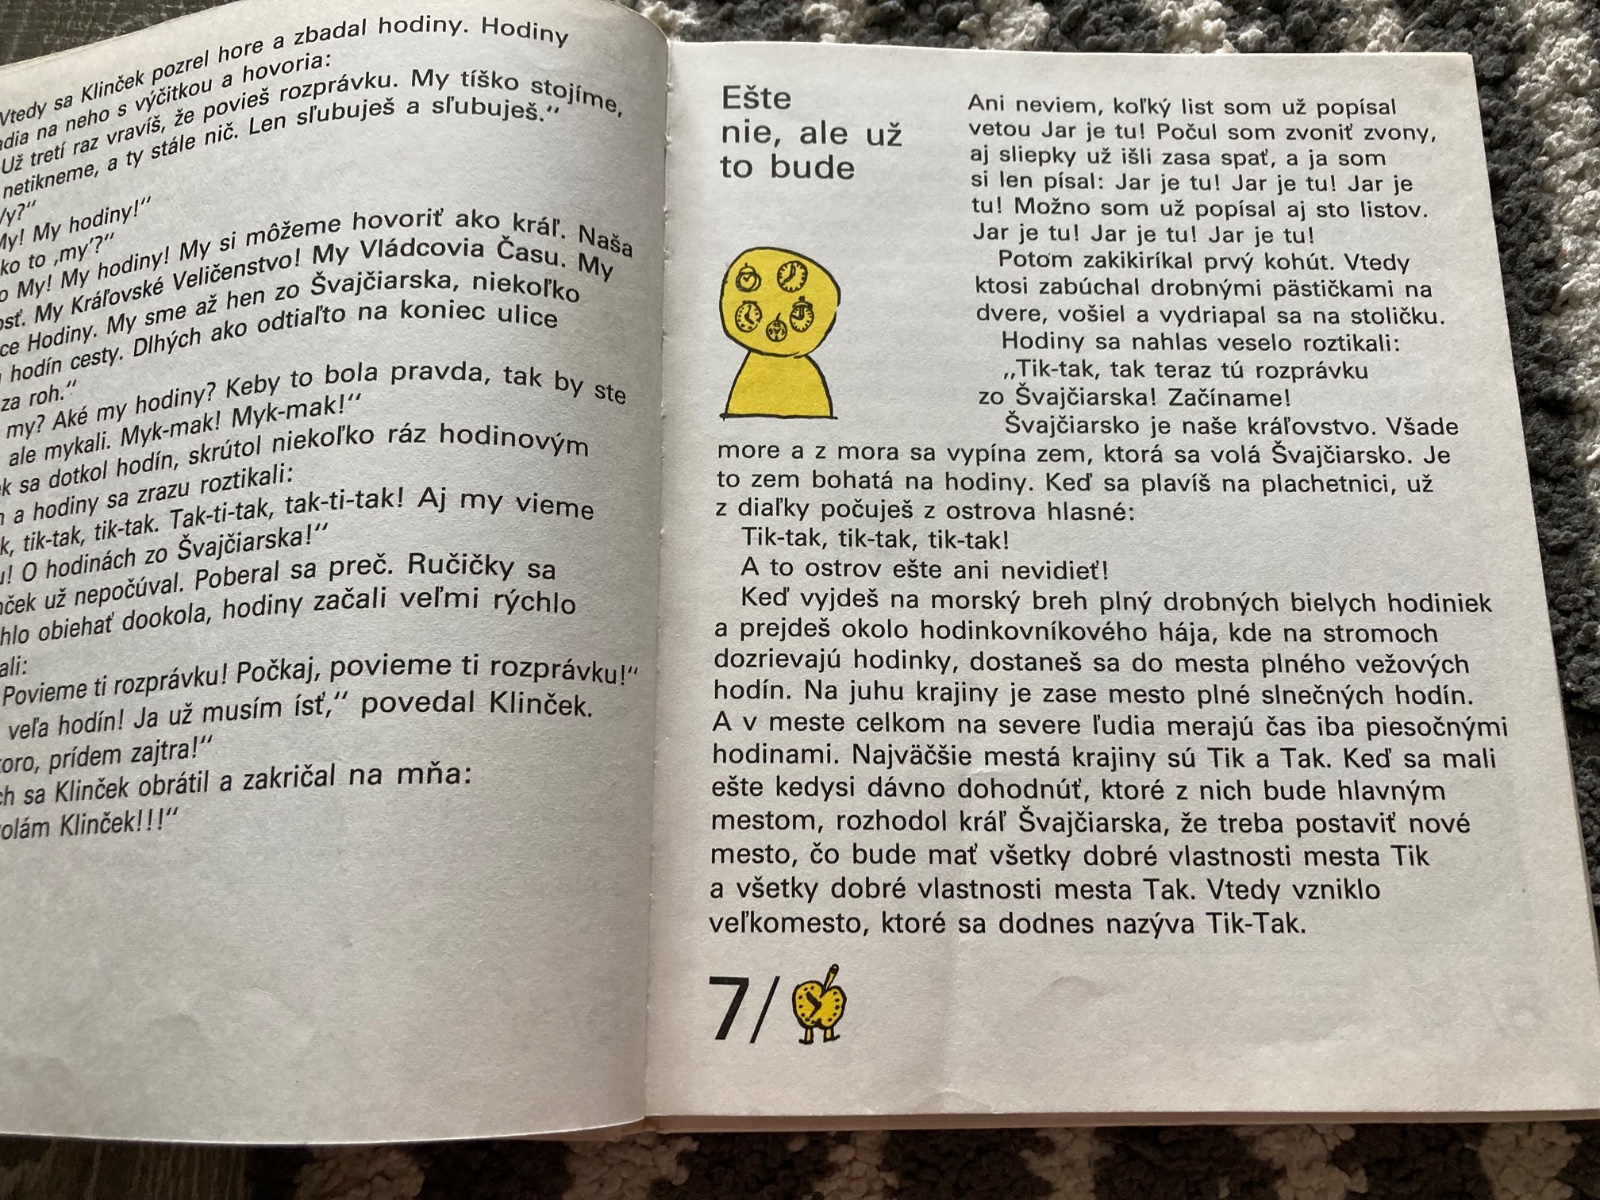 Vtedy sa Klinček pozrel hore a zbadal hodiny. Hodiny
na neho s výčitkou a hovoria:
Už tretí raz vravíš, že povieš rozprávku. My tíško stojíme,
netikneme, a ty stále nič. Len sľubuješ a sľubuješ.“
My! My hodiny!“
ko to ‚my‘?“
My! My hodiny! My si môžeme hovoriť ako kráľ. Naša
My Kráľovské Veličenstvo! My Vládcovia Času. My
Hodiny. My sme až hen zo Švajčiarska, niekoľko
hodín cesty. Dlhých ako odtiaľto na koniec ulice
za roh.“
my? Aké my hodiny? Keby to bola pravda, tak by ste
ale mykali. Myk-mak! Myk-mak!“
sa dotkol hodín, skrútol niekoľko ráz hodinovým
a hodiny sa zrazu roztikali:
tik-tak, tik-tak. Tak-ti-tak, tak-ti-tak! Aj my vieme
O hodinách zo Švajčiarska!“
už nepočúval. Poberal sa preč. Ručičky sa
hlo obiehať dookola, hodiny začali veľmi rýchlo
ali:
Povieme ti rozprávku! Počkaj, povieme ti rozprávku!“
veľa hodín! Ja už musím ísť,“ povedal Klinček.
oro, prídem zajtra!“
ch sa Klinček obrátil a zakričal na mňa:
olám Klinček!!!“
Ešte
nie, ale už
to bude
Ani neviem, koľký list som už popísal
vetou Jar je tu! Počul som zvoniť zvony,
aj sliepky už išli zasa spať, a ja som
si len písal: Jar je tu! Jar je tu! Jar je
tu! Možno som už popísal aj sto listov.
Jar je tu! Jar je tu! Jar je tu!
Potom zakikiríkal prvý kohút. Vtedy
ktosi zabúchal drobnými pästičkami na
dvere, vošiel a vydriapal sa na stoličku.
Hodiny sa nahlas veselo roztikali:
„Tik-tak, tak teraz tú rozprávku
zo Švajčiarska! Začíname!
Švajčiarsko je naše kráľovstvo. Všade
more a z mora sa vypína zem, ktorá sa volá Švajčiarsko. Je
to zem bohatá na hodiny. Keď sa plavíš na plachetnici, už
z diaľky počuješ z ostrova hlasné:
Tik-tak, tik-tak, tik-tak!
A to ostrov ešte ani nevidieť!
Keď vyjdeš na morský breh plný drobných bielych hodiniek
a prejdeš okolo hodinkovníkového hája, kde na stromoch
dozrievajú hodinky, dostaneš sa do mesta plného vežových
hodín. Na juhu krajiny je zase mesto plné slnečných hodín.
A v meste celkom na severe ľudia merajú čas iba piesočnými
hodinami. Najväčšie mestá krajiny sú Tik a Tak. Keď sa mali
ešte kedysi dávno dohodnúť, ktoré z nich bude hlavným
mestom, rozhodol kráľ Švajčiarska, že treba postaviť nové
mesto, čo bude mať všetky dobré vlastnosti mesta Tik
a všetky dobré vlastnosti mesta Tak. Vtedy vzniklo
veľkomesto, ktoré sa dodnes nazýva Tik-Tak.
7/